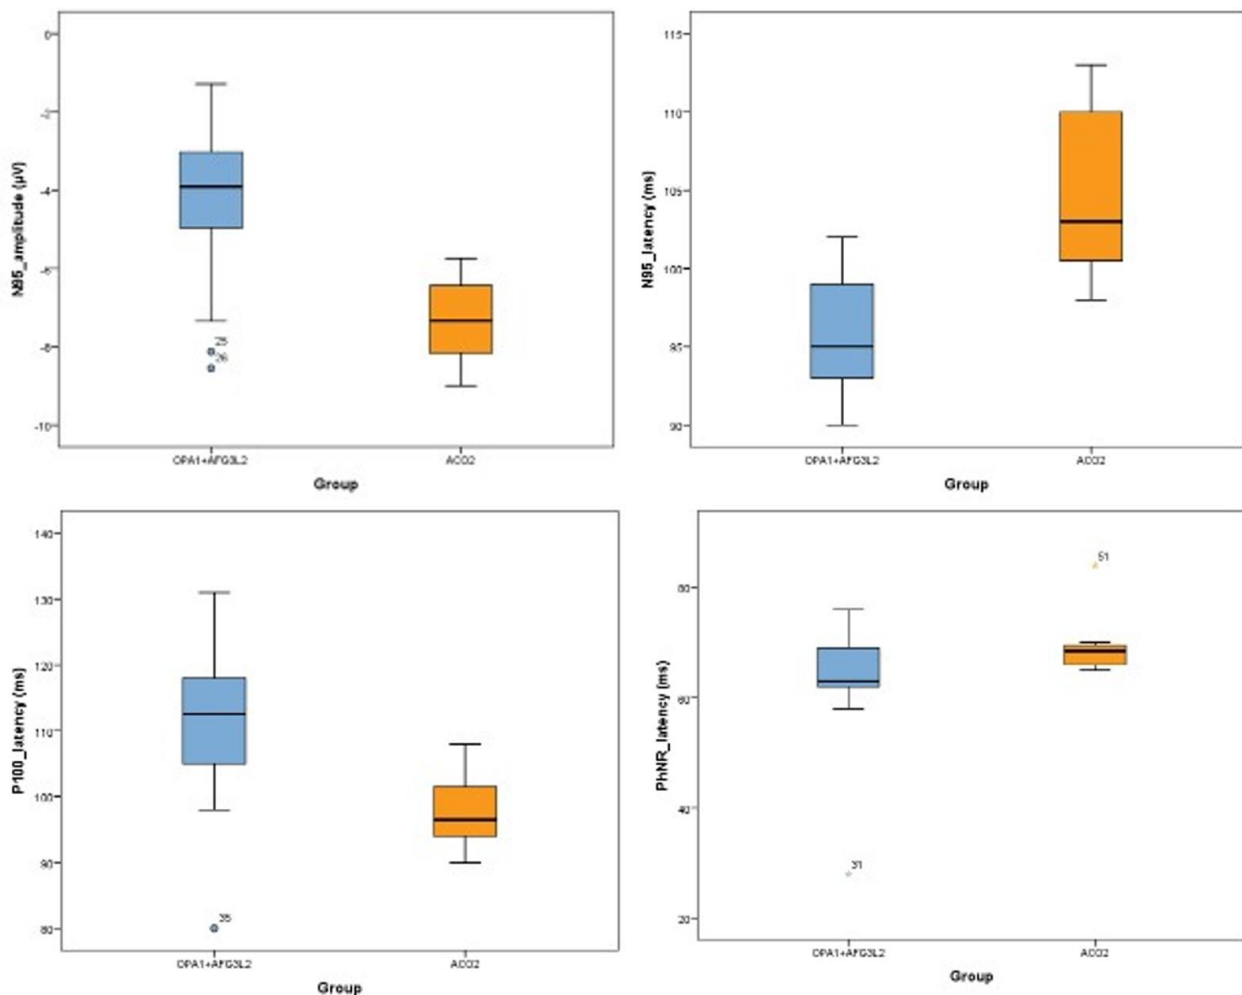 0
-2
-4
-6
-8
-10
N95_amplitude (µV)
26
OPA1+AFG3L2 ACO2
Group
115
110
105
100
95
90
N95_latency (ms)
OPA1+AFG3L2 ACO2
Group
140
130
120
110
100
90
80
P100_latency (ms)
35
OPA1+AFG3L2 ACO2
Group
80
60
40
20
PhNR_latency (ms)
51
31
OPA1+AFG3L2 ACO2
Group